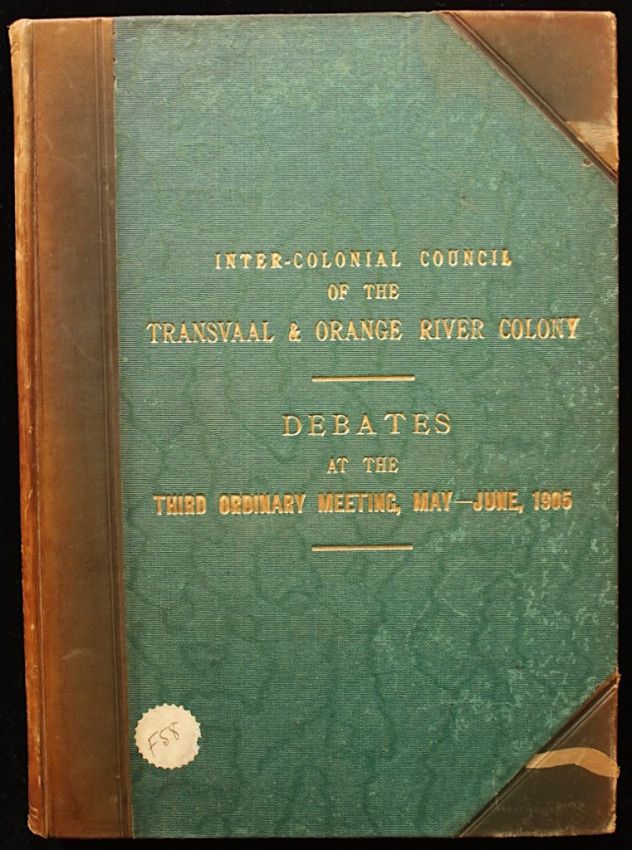 INTER-COLONIAL COUNCIL
OF THE
TRANSVAAL & ORANGE RIVER COLONY
DEBATES
AT THE
THIRD ORDINARY MEETING, MAY—JUNE, 1905
F58